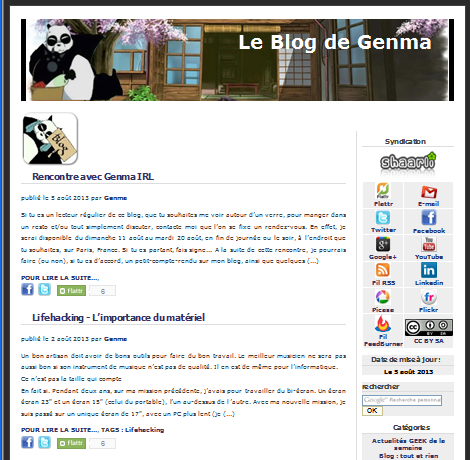 Le Blog de Genma
Blog
Rencontre avec Genma IRL
publié le 5 août 2013 par Genma
Si tu es un lecteur régulier de ce blog, que tu souhaites me voir autour d'un verre, pour manger dans
un resto et/ou tout simplement discuter, contacte moi que l'on se fixe un rendez-vous. En effet, je
serai disponible du dimanche 11 août au mardi 20 août, en fin de journée ou le soir, à l'endroit que
tu souhaites, sur Paris, France. Si tu es partant, fais signe... A la suite de cette rencontre, je pourrais
faire (ou non), si tu es d'accord, un petit-compte-rendu sur mon blog, ainsi que quelques (...)
POUR LIRE LA SUITE...,
Flattr 6
Lifehacking - L'importance du matériel
publié le 2 août 2013 par Genma
Un bon artisan doit avoir de bons outils pour faire du bon travail. Le meilleur musicien ne sera pas
aussi bon si son instrument de musique n'est pas de qualité. Il en est de même pour l'informatique.
Ce n'est pas la taille qui compte
En fait si. Pendant deux ans, sur ma mission précédente, j'avais pour travailler du bi-écran. Un écran
écran 23" et un écran 15" (celui du portable), l'un au-dessus de l'autre. Avec ma nouvelle mission, je
suis passé sur un unique écran de 17", avec un PC plus lent (je (...)
POUR LIRE LA SUITE..., TAGS : Lifehacking
Flattr 6
Syndication
shaarli
Flattr E-mail
Twitter Facebook
Google+ YouTube
Fil RSS Linkedin
Picasa Flickr
Fil
FeedBurner
CC BY SA
Date de mise à jour :
Le 5 août 2013
Rechercher
Google Recherche personna
OK
Catégories
Actualités GEEK de la
semaine
Blog : tout et rien